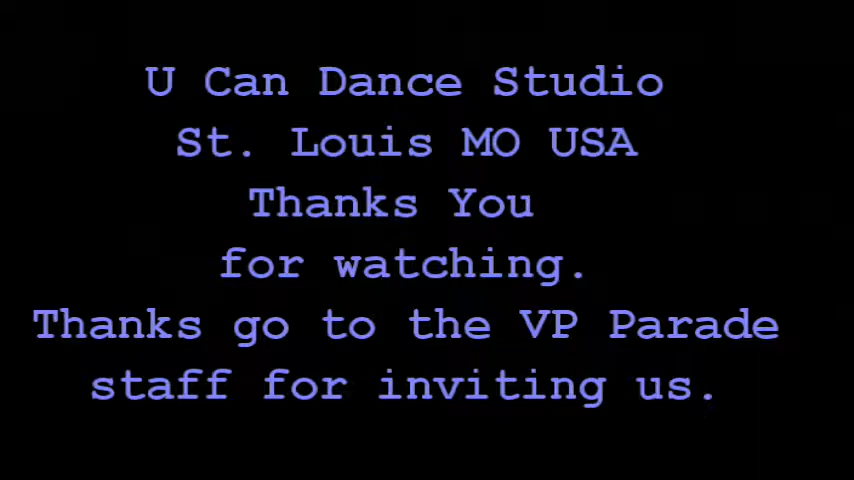 U Can Dance Studio
St. Louis MO USA
Thanks You
for watching.
Thanks go to the VP Parade
staff for inviting us.